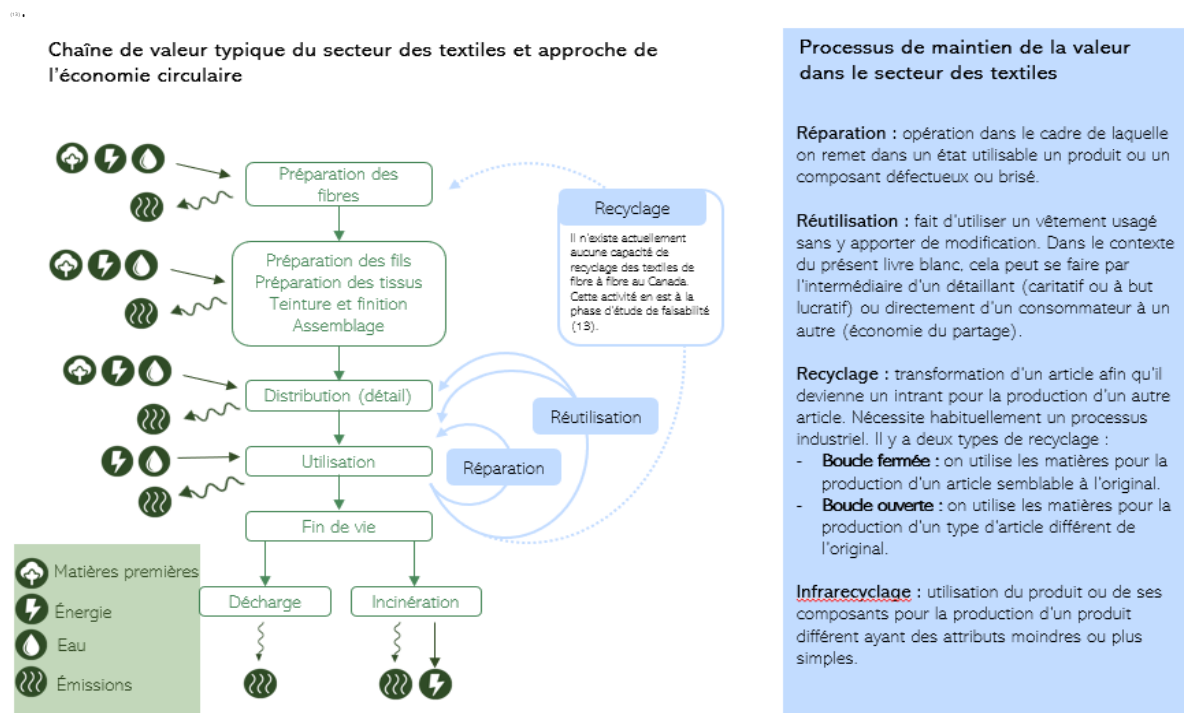 (13).
Chaîne de valeur typique du secteur des textiles et approche de
l'économie circulaire
Préparation des
fibres
Préparation des fils
Préparation des tissus
Teinture et finition
Assemblage
Distribution (détail)
Utilisation
Fin de vie
Décharge
Incinération
Recyclage
Il n'existe actuellement
aucune capacité de
recyclage des textiles de
fibre à fibre au Canada.
Cette activité en est à la
phase d'étude de faisabilité
(13).
Réutilisation
Réparation
Matières premières
Énergie
Eau
Émissions
Processus de maintien de la valeur
dans le secteur des textiles
Réparation : opération dans le cadre de laquelle
on remet dans un état utilisable un produit ou un
composant défectueux ou brisé.
Réutilisation : fait d'utiliser un vêtement usagé
sans y apporter de modification. Dans le contexte
du présent livre blanc, cela peut se faire par
l'intermédiaire d'un détaillant (caritatif ou à but
lucratif) ou directement d'un consommateur à un
autre (économie du partage).
Recyclage : transformation d'un article afin qu'il
devienne un intrant pour la production d'un autre
article. Nécessite habituellement un processus
industriel. Il y a deux types de recyclage :
- Boucle fermée : on utilise les matières pour la
production d'un article semblable à l'original.
- Boucle ouverte : on utilise les matières pour la
production d'un type d'article différent de
l'original.
Infrarecyclage : utilisation du produit ou de ses
composants pour la production d'un produit
différent ayant des attributs moindres ou plus
simples.